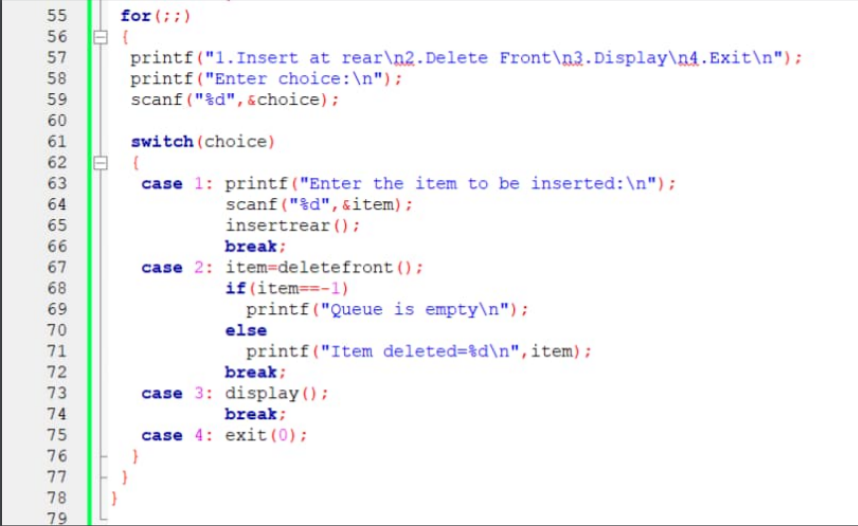 55 for(;;)
56 {
57 printf("1.Insert at rear\n2.Delete Front\n3.Display\n4.Exit\n");
58 printf("Enter choice:\n");
59 scanf("%d",&choice);
60
61 switch(choice)
62 {
63 case 1: printf("Enter the item to be inserted:\n");
64 scanf("%d",&item);
65 insertrear();
66 break;
67 case 2: item=deletefront();
68 if(item==-1)
69 printf("Queue is empty\n");
70 else
71 printf("Item deleted=%d\n",item);
72 break;
73 case 3: display();
74 break;
75 case 4: exit(0);
76 }
77 }
78 }
79